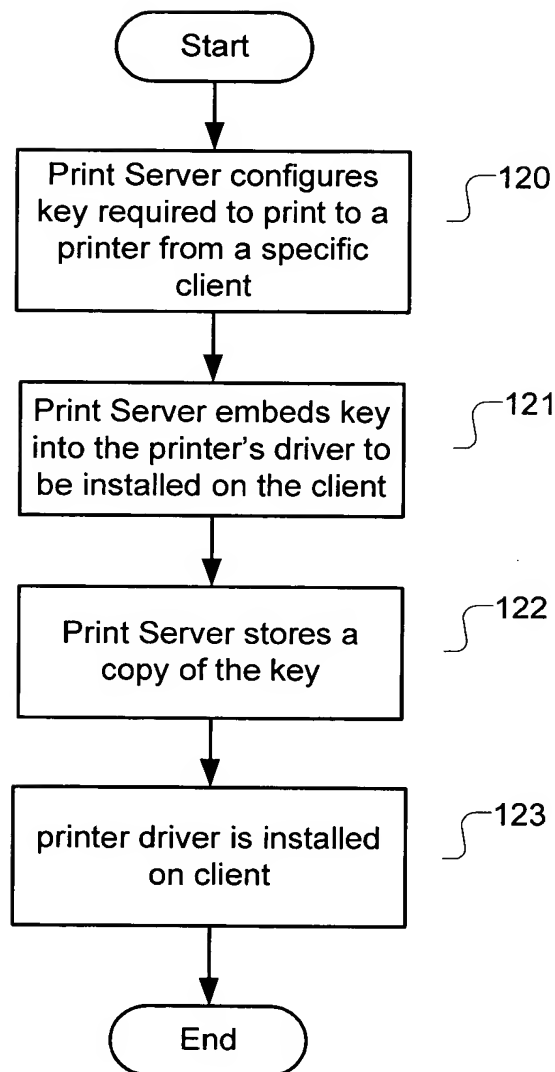 Start
Print Server configures
key required to print to a
printer from a specific
client
120
Print Server embeds key
into the printer's driver to
be installed on the client
121
Print Server stores a
copy of the key
122
printer driver is installed
on client
123
End